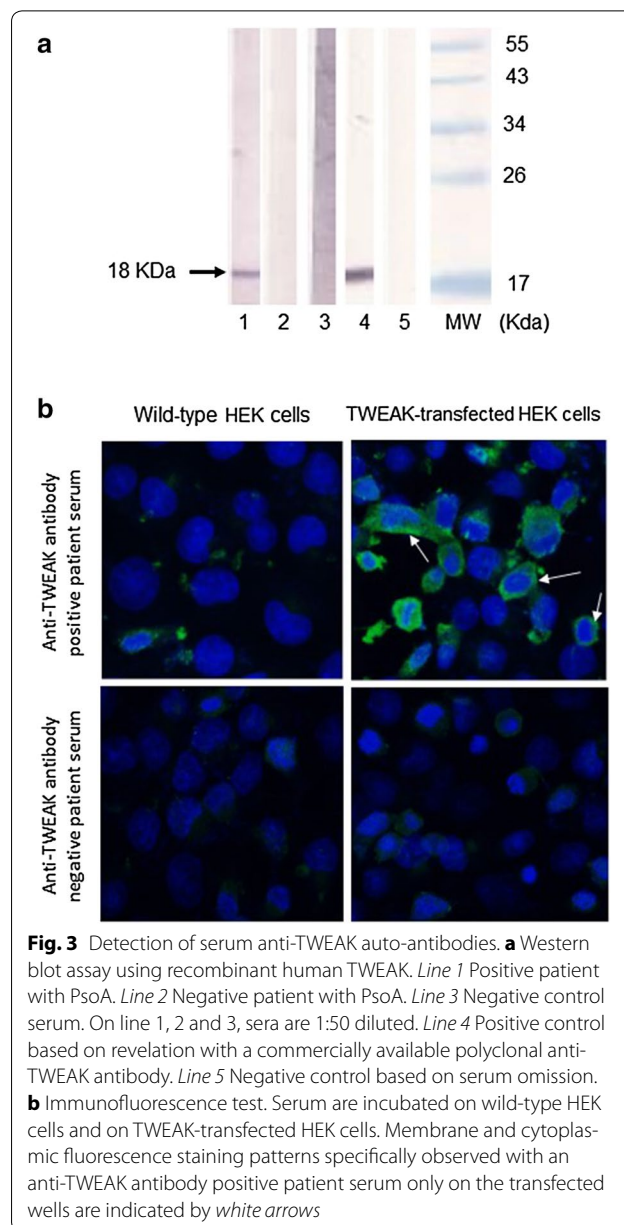 a
55
43
34
26
18 KDa
17
1 2 3 4 5 MW (Kda)
b
Wild-type HEK cells TWEAK-transfected HEK cells
Anti-TWEAK antibody
positive patient serum
Anti-TWEAK antibody
negative patient serum
Fig. 3 Detection of serum anti-TWEAK auto-antibodies. a Western
blot assay using recombinant human TWEAK. Line 1 Positive patient
with PsoA. Line 2 Negative patient with PsoA. Line 3 Negative control
serum. On line 1, 2 and 3, sera are 1:50 diluted. Line 4 Positive control
based on revelation with a commercially available polyclonal anti-
TWEAK antibody. Line 5 Negative control based on serum omission.
b Immunofluorescence test. Serum are incubated on wild-type HEK
cells and on TWEAK-transfected HEK cells. Membrane and cytoplas-
mic fluorescence staining patterns specifically observed with an
anti-TWEAK antibody positive patient serum only on the transfected
wells are indicated by white arrows